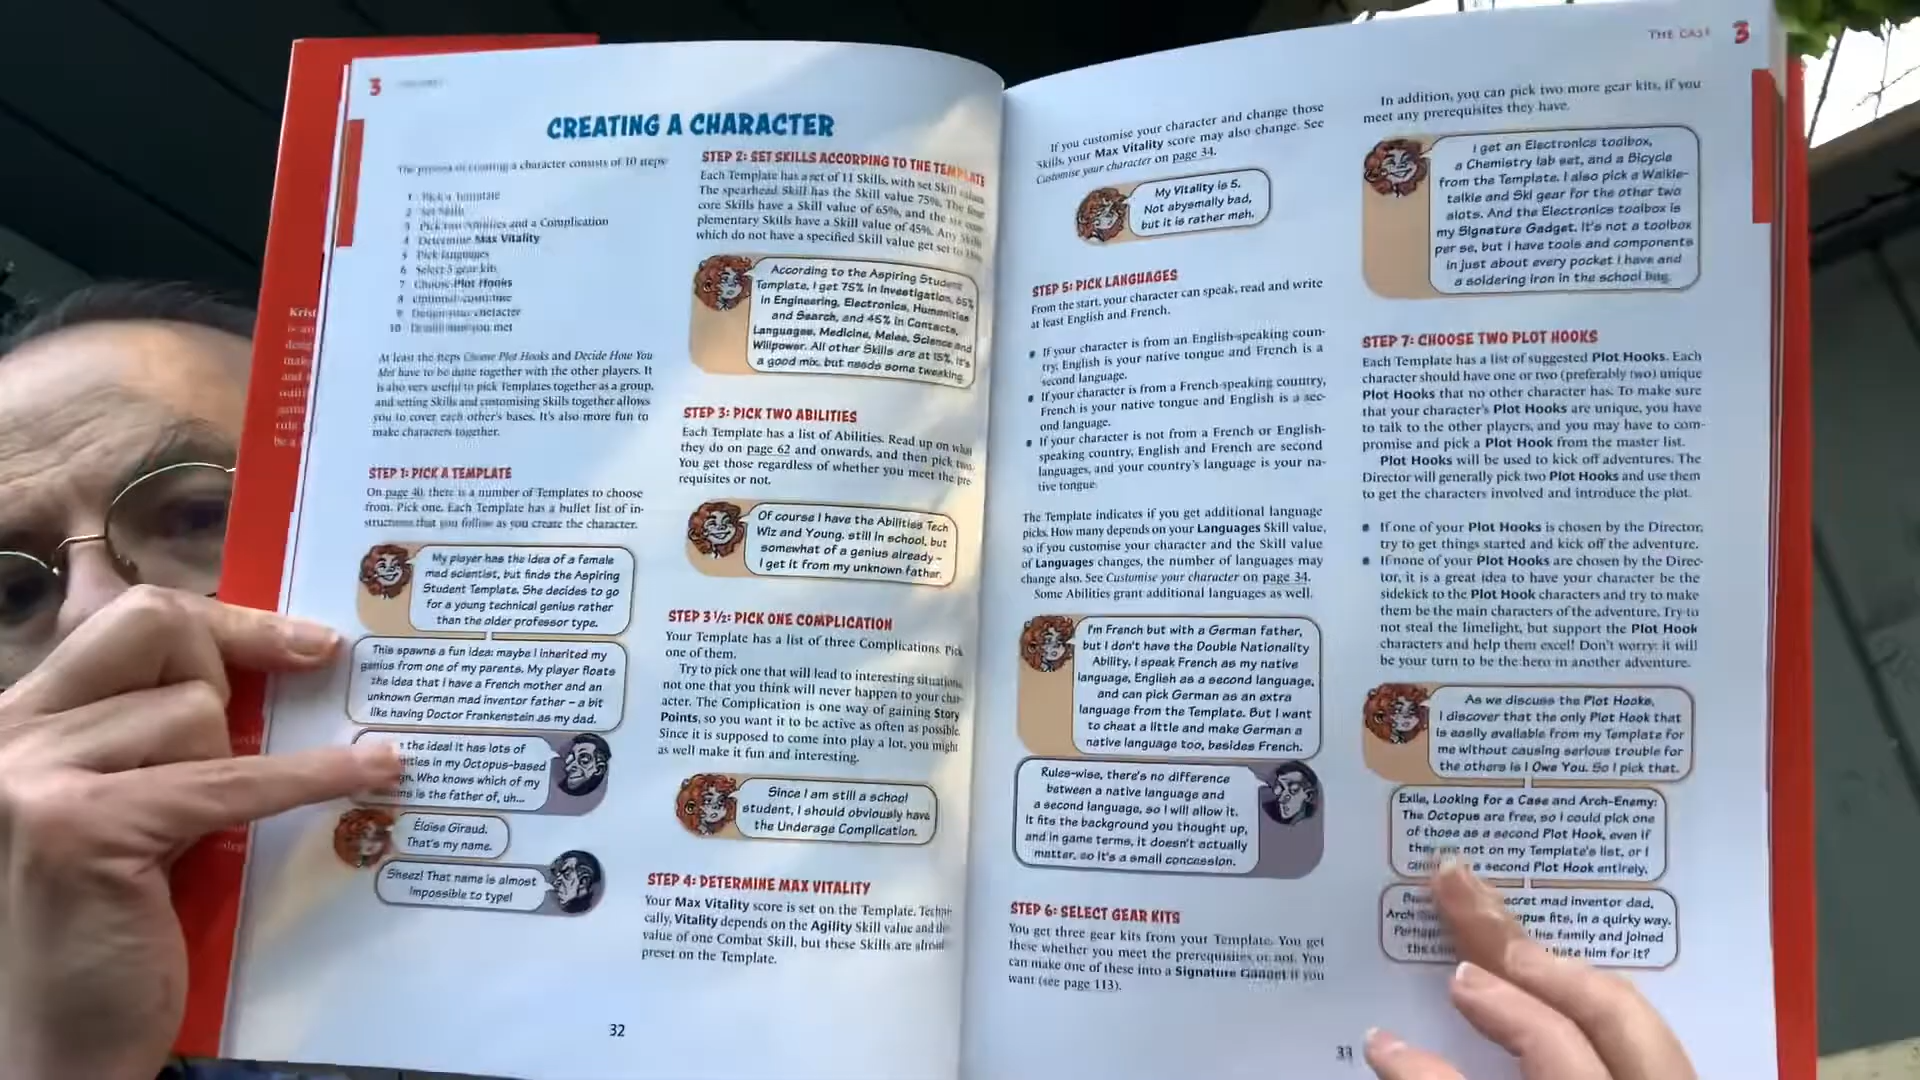 3
CREATING A CHARACTER
The process of creating a character consists of 10 steps:
1 Pick a Template
2 Set Skills
3 Pick two Abilities and a Complication
4 Determine Max Vitality
5 Pick languages
6 Select 5 gear kits
7 Choose Plot Hooks
8 Optional: customise
9 Design your character
10 Decide how you met
At least the steps Choose Plot Hooks and Decide How You
Met have to be done together with the other players. It
is also very useful to pick Templates together as a group,
and setting Skills and customising Skills together allows
you to cover each other's bases. It's also more fun to
make characters together.
STEP 1: PICK A TEMPLATE
On page 40, there is a number of Templates to choose
from. Pick one. Each Template has a bullet list of in-
structions that you follow as you create the character.
My player has the idea of a female
mad scientist, but finds the Aspiring
Student Template. She decides to go
for a young technical genius rather
than the older professor type.
This spawns a fun idea: maybe I inherited my
genius from one of my parents. My player floats
the idea that I have a French mother and an
unknown German mad inventor father – a bit
like having Doctor Frankenstein as my dad.
the idea! It has lots of
in my Octopus-based
Who knows which of my
is the father of, uh...
Éloïse Giraud.
That's my name.
Sheez! That name is almost
impossible to type!
STEP 2: SET SKILLS ACCORDING TO THE TEMPLATE
Each Template has a set of 11 Skills, with set Skill values.
The spearhead Skill has the Skill value 75%. The four
core Skills have a Skill value of 65%, and the six com-
plementary Skills have a Skill value of 45%. Any Skills
which do not have a specified Skill value get set to 15%.
According to the Aspiring Student
Template, I get 75% in Investigation, 65%
in Engineering, Electronics, Humanities
and Search, and 45% in Contacts,
Languages, Medicine, Melee, Science and
Willpower. All other Skills are at 15%. It's
a good mix, but needs some tweaking.
STEP 3: PICK TWO ABILITIES
Each Template has a list of Abilities. Read up on what
they do on page 62 and onwards, and then pick two.
You get those regardless of whether you meet the pre-
requisites or not.
Of course I have the Abilities Tech
Wiz and Young, still in school, but
somewhat of a genius already –
I get it from my unknown father.
STEP 3 1/2: PICK ONE COMPLICATION
Your Template has a list of three Complications. Pick
one of them.
Try to pick one that will lead to interesting situations,
not one that you think will never happen to your char-
acter. The Complication is one way of gaining Story
Points, so you want it to be active as often as possible.
Since it is supposed to come into play a lot, you might
as well make it fun and interesting.
Since I am still a school
student, I should obviously have
the Underage Complication.
STEP 4: DETERMINE MAX VITALITY
Your Max Vitality score is set on the Template. Techni-
cally, Vitality depends on the Agility Skill value and the
value of one Combat Skill, but these Skills are already
preset on the Template.
32
THE CAST 3
If you customise your character and change those
Skills, your Max Vitality score may also change. See
Customise your character on page 34.
My Vitality is 5.
Not abysmally bad,
but it is rather meh.
STEP 5: PICK LANGUAGES
From the start, your character can speak, read and write
at least English and French.
• If your character is from an English-speaking coun-
try, English is your native tongue and French is a
second language.
• If your character is from a French-speaking country,
French is your native tongue and English is a sec-
ond language.
• If your character is not from a French or English-
speaking country, English and French are second
languages, and your country's language is your na-
tive tongue.
The Template indicates if you get additional language
picks. How many depends on your Languages Skill value,
so if you customise your character and the Skill value
of Languages changes, the number of languages may
change also. See Customise your character on page 34.
Some Abilities grant additional languages as well.
I'm French but with a German father,
but I don't have the Double Nationality
Ability. I speak French as my native
language, English as a second language,
and can pick German as an extra
language from the Template. But I want
to cheat a little and make German a
native language too, besides French.
Rules-wise, there's no difference
between a native language and
a second language, so I will allow it.
It fits the background you thought up,
and in game terms, it doesn't actually
matter, so it's a small concession.
STEP 6: SELECT GEAR KITS
You get three gear kits from your Template. You get
these whether you meet the prerequisites or not. You
can make one of these into a Signature Gadget if you
want (see page 113).
In addition, you can pick two more gear kits, if you
meet any prerequisites they have.
I get an Electronics toolbox,
a Chemistry lab set, and a Bicycle
from the Template. I also pick a Walkie-
talkie and Ski gear for the other two
slots. And the Electronics toolbox is
my Signature Gadget. It's not a toolbox
per se, but I have tools and components
in just about every pocket I have and
a soldering iron in the school bag.
STEP 7: CHOOSE TWO PLOT HOOKS
Each Template has a list of suggested Plot Hooks. Each
character should have one or two (preferably two) unique
Plot Hooks that no other character has. To make sure
that your character's Plot Hooks are unique, you have
to talk to the other players, and you may have to com-
promise and pick a Plot Hook from the master list.
Plot Hooks will be used to kick off adventures. The
Director will generally pick two Plot Hooks and use them
to get the characters involved and introduce the plot.
• If one of your Plot Hooks is chosen by the Director,
try to get things started and kick off the adventure.
• If none of your Plot Hooks are chosen by the Direc-
tor, it is a great idea to have your character be the
sidekick to the Plot Hook characters and try to make
them be the main characters of the adventure. Try to
not steal the limelight, but support the Plot Hook
characters and help them excel! Don't worry: it will
be your turn to be the hero in another adventure.
As we discuss the Plot Hooks,
I discover that the only Plot Hook that
is easily available from my Template for
me without causing serious trouble for
the others is I Owe You. So I pick that.
Exile, Looking for a Case and Arch-Enemy:
The Octopus are free, so I could pick one
of those as a second Plot Hook, even if
they are not on my Template's list, or I
a second Plot Hook entirely.
secret mad inventor dad,
Arch fits, in a quirky way.
Perhaps his family and joined
the hate him for it?
33